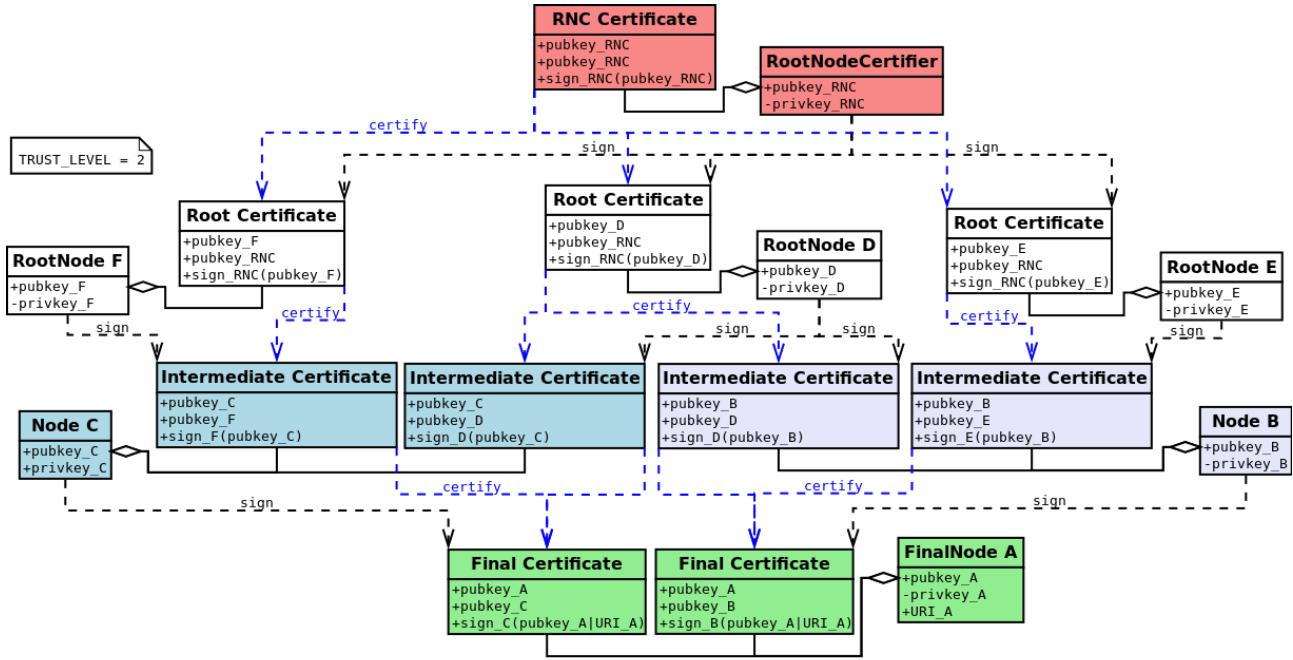 RNC Certificate
+pubkey_RNC
+pubkey_RNC
+sign_RNC(pubkey_RNC)
RootNodeCertifier
+pubkey_RNC
-privkey_RNC
certify
sign
sign
TRUST_LEVEL = 2
Root Certificate
+pubkey_F
+pubkey_RNC
+sign_RNC(pubkey_F)
Root Certificate
+pubkey_D
+pubkey_RNC
+sign_RNC(pubkey_D)
Root Certificate
+pubkey_E
+pubkey_RNC
+sign_RNC(pubkey_E)
RootNode F
+pubkey_F
-privkey_F
RootNode D
+pubkey_D
-privkey_D
RootNode E
+pubkey_E
-privkey_E
sign
certify
certify
sign
sign
certify
sign
Intermediate Certificate
+pubkey_C
+pubkey_F
+sign_F(pubkey_C)
Intermediate Certificate
+pubkey_C
+pubkey_D
+sign_D(pubkey_C)
Intermediate Certificate
+pubkey_B
+pubkey_D
+sign_D(pubkey_B)
Intermediate Certificate
+pubkey_B
+pubkey_E
+sign_E(pubkey_B)
Node C
+pubkey_C
+privkey_C
Node B
+pubkey_B
-privkey_B
sign
certify
certify
sign
Final Certificate
+pubkey_A
+pubkey_C
+sign_C(pubkey_A|URI_A)
Final Certificate
+pubkey_A
+pubkey_B
+sign_B(pubkey_A|URI_A)
FinalNode A
+pubkey_A
-privkey_A
+URI_A